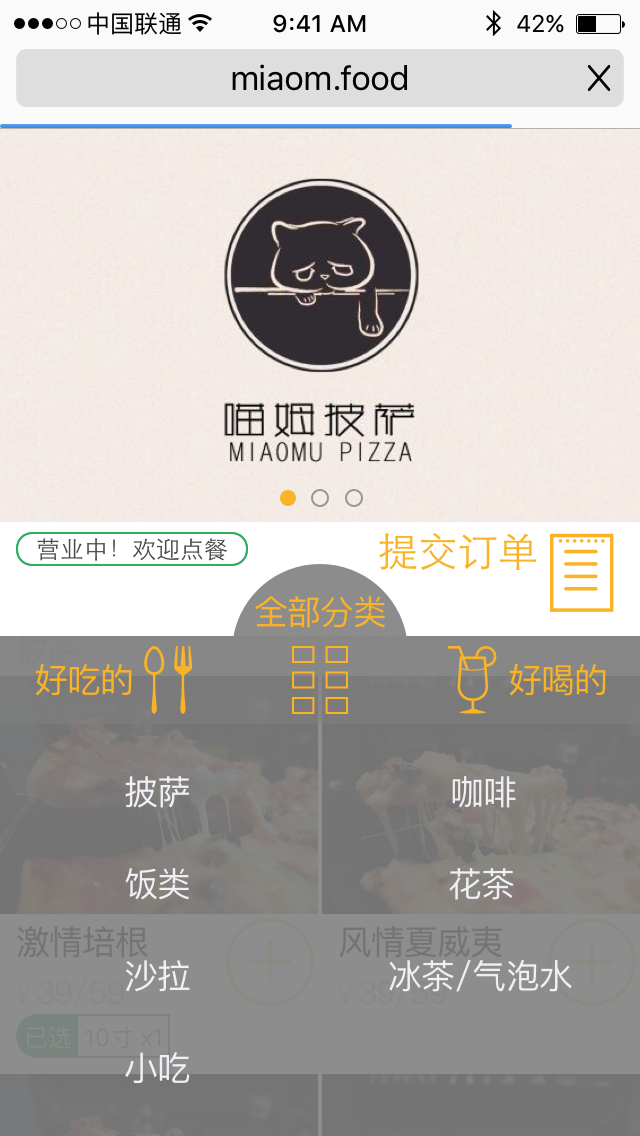 中国联通 9:41 AM 42%
miaom.food
喵姆披萨
MIAOMU PIZZA
营业中！欢迎点餐
提交订单
全部分类
披萨
好吃的
好喝的
披萨 咖啡
饭类 花茶
激情培根 风情夏威夷
沙拉 冰茶/气泡水
¥ 39/59 ¥ 39/59
已选 10寸 x1
小吃